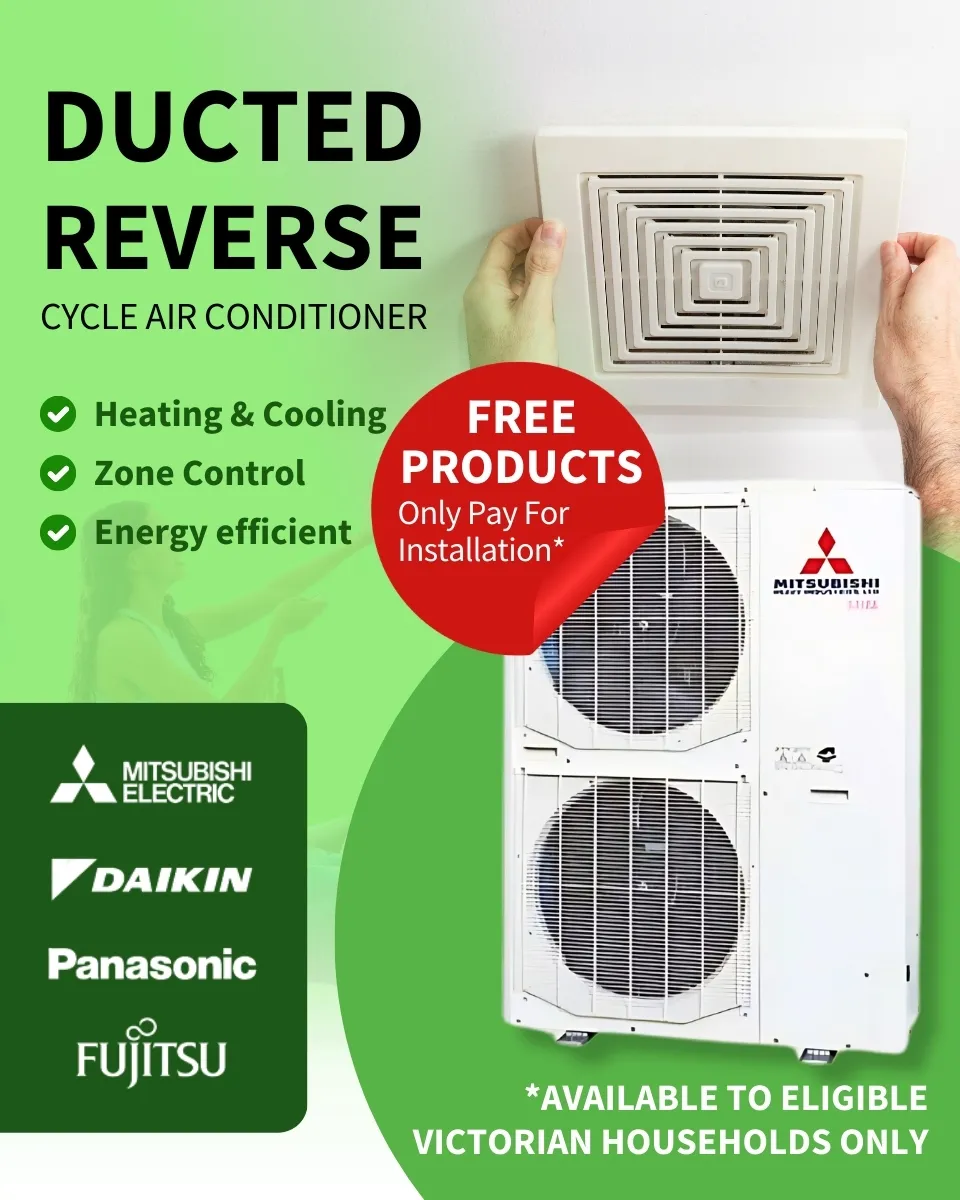 DUCTED
REVERSE
CYCLE AIR CONDITIONER
Heating & Cooling
Zone Control
Energy efficient
FREE
PRODUCTS
Only Pay For
Installation*
MITSUBISHI
MITSUBISHI
ELECTRIC
DAIKIN
Panasonic
FUJITSU
*AVAILABLE TO ELIGIBLE
VICTORIAN HOUSEHOLDS ONLY